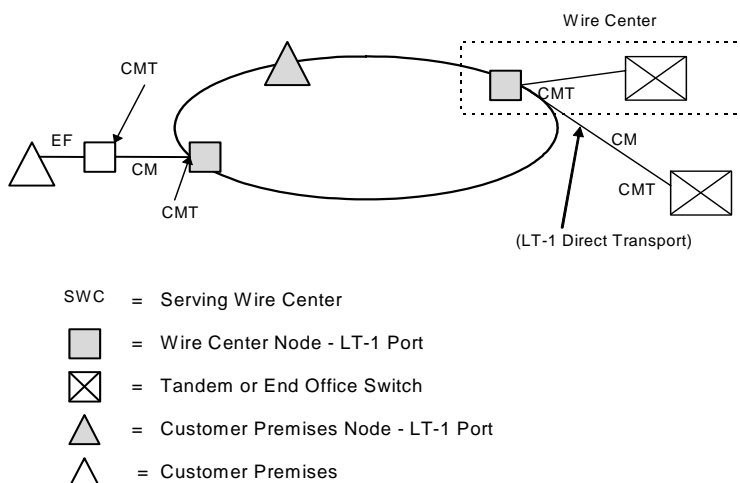 Wire Center
CMT
CMT
EF
CM
CM
CMT
CMT
(LT-1 Direct Transport)
SWC = Serving Wire Center
= Wire Center Node - LT-1 Port
= Tandem or End Office Switch
= Customer Premises Node - LT-1 Port
= Customer Premises